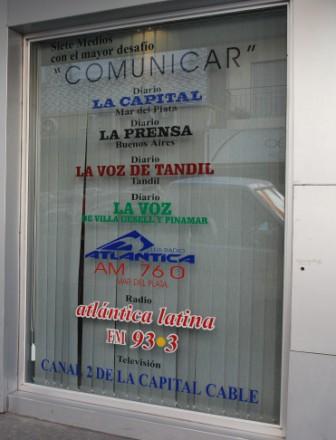 Siete Medios
con el mayor desafío
"COMUNICAR"
Diario
LA CAPITAL
Mar del Plata
Diario
LA PRENSA
Buenos Aires
Diario
LA VOZ DE TANDIL
Tandil
Diario
LA VOZ
DE VILLA GESELL Y PINAMAR
LU6 RADIO
ATLANTICA
AM 760
MAR DEL PLATA
Radio
atlántica latina
FM 93.3
Televisión
CANAL 2 DE LA CAPITAL CABLE